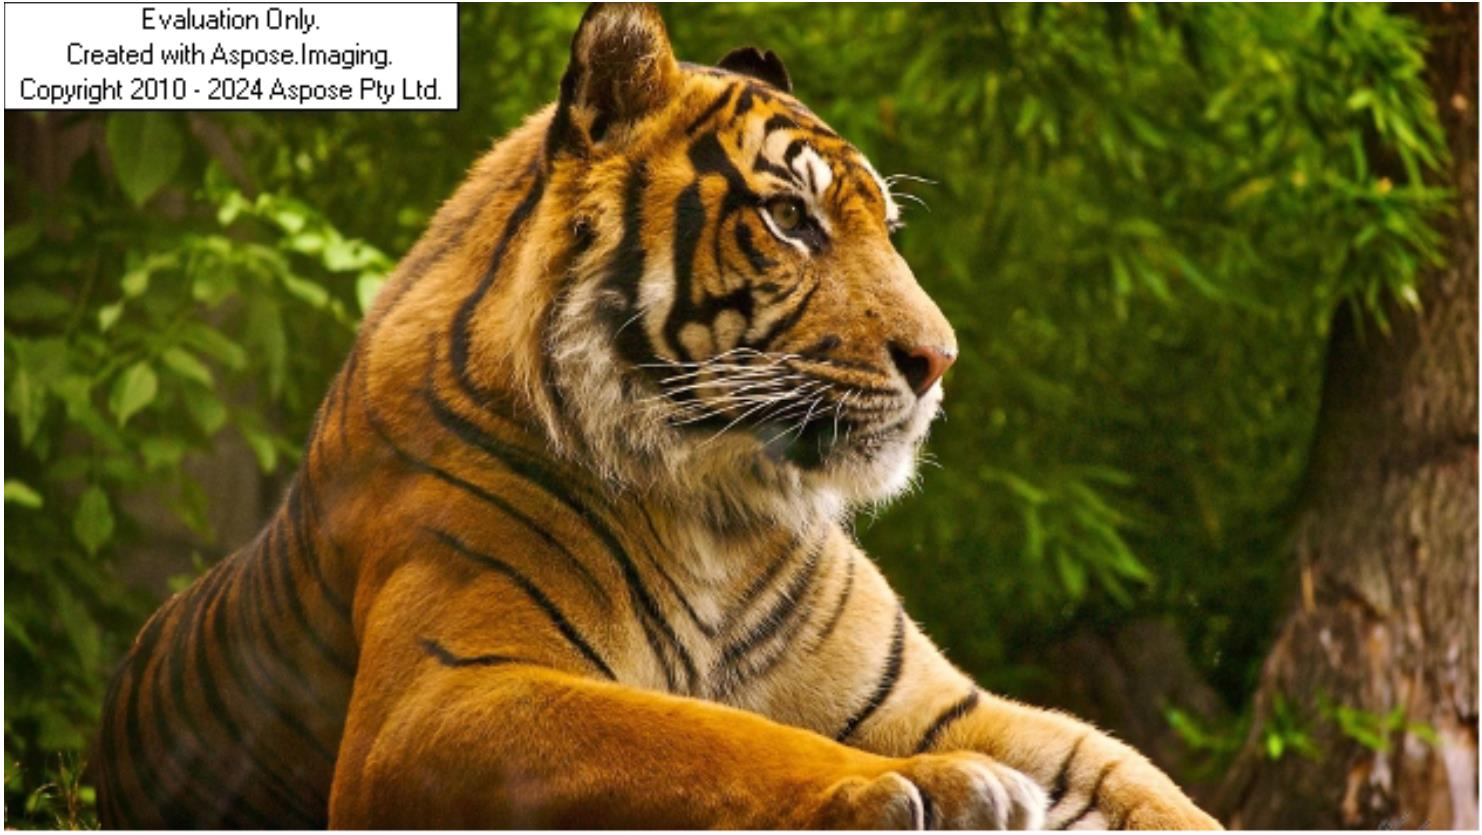 Evaluation Only.
Created with Aspose.Imaging.
Copyright 2010 - 2024 Aspose Pty Ltd.